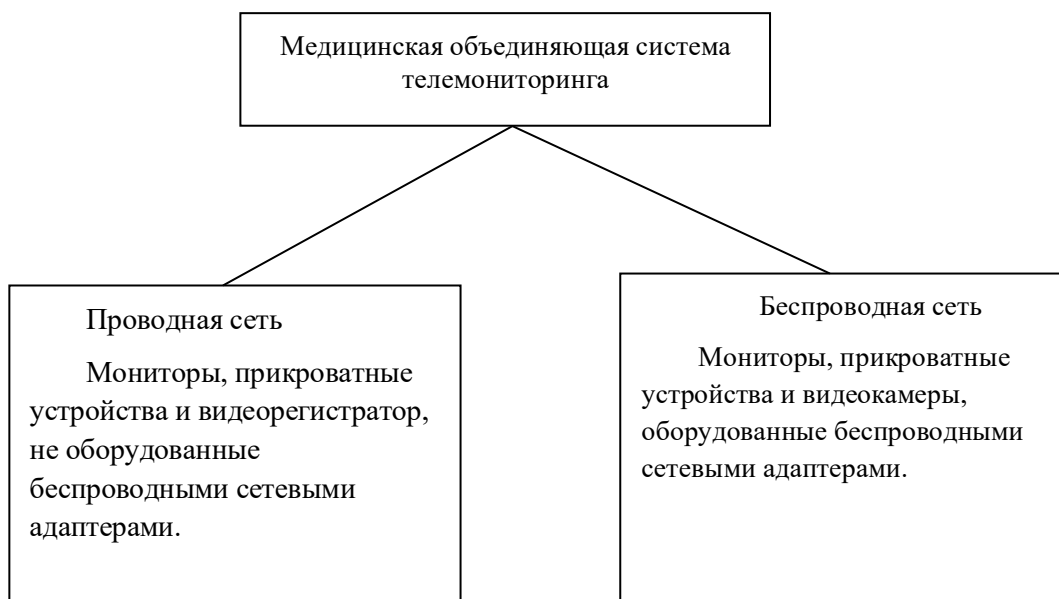 Медицинская объединяющая система
телемониторинга
Проводная сеть
Мониторы, прикроватные
устройства и видеорегистратор,
не оборудованные
беспроводными сетевыми
адаптерами.
Беспроводная сеть
Мониторы, прикроватные
устройства и видеокамеры,
оборудованные беспроводными
сетевыми адаптерами.